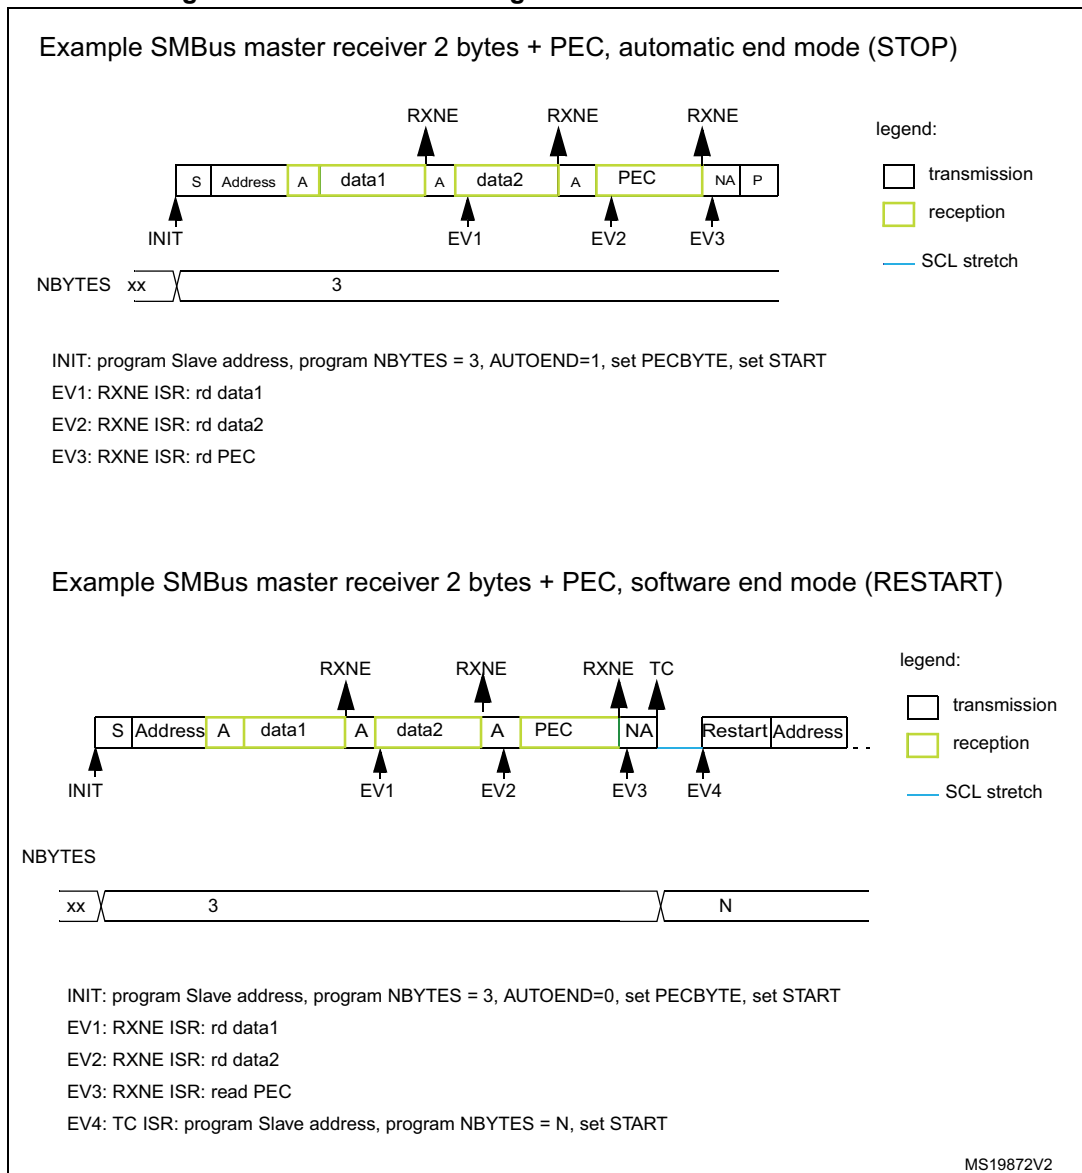 Example SMBus master receiver 2 bytes + PEC, automatic end mode (STOP)
RXNE RXNE RXNE
legend:
S Address A data1 A data2 A PEC NA P
transmission
reception
INIT EV1 EV2 EV3
SCL stretch
NBYTES xx 3
INIT: program Slave address, program NBYTES = 3, AUTOEND=1, set PECBYTE, set START
EV1: RXNE ISR: rd data1
EV2: RXNE ISR: rd data2
EV3: RXNE ISR: rd PEC
Example SMBus master receiver 2 bytes + PEC, software end mode (RESTART)
RXNE RXNE RXNE TC
legend:
S Address A data1 A data2 A PEC NA Restart Address
transmission
reception
INIT EV1 EV2 EV3 EV4
SCL stretch
NBYTES
xx 3 N
INIT: program Slave address, program NBYTES = 3, AUTOEND=0, set PECBYTE, set START
EV1: RXNE ISR: rd data1
EV2: RXNE ISR: rd data2
EV3: RXNE ISR: read PEC
EV4: TC ISR: program Slave address, program NBYTES = N, set START
MS19872V2